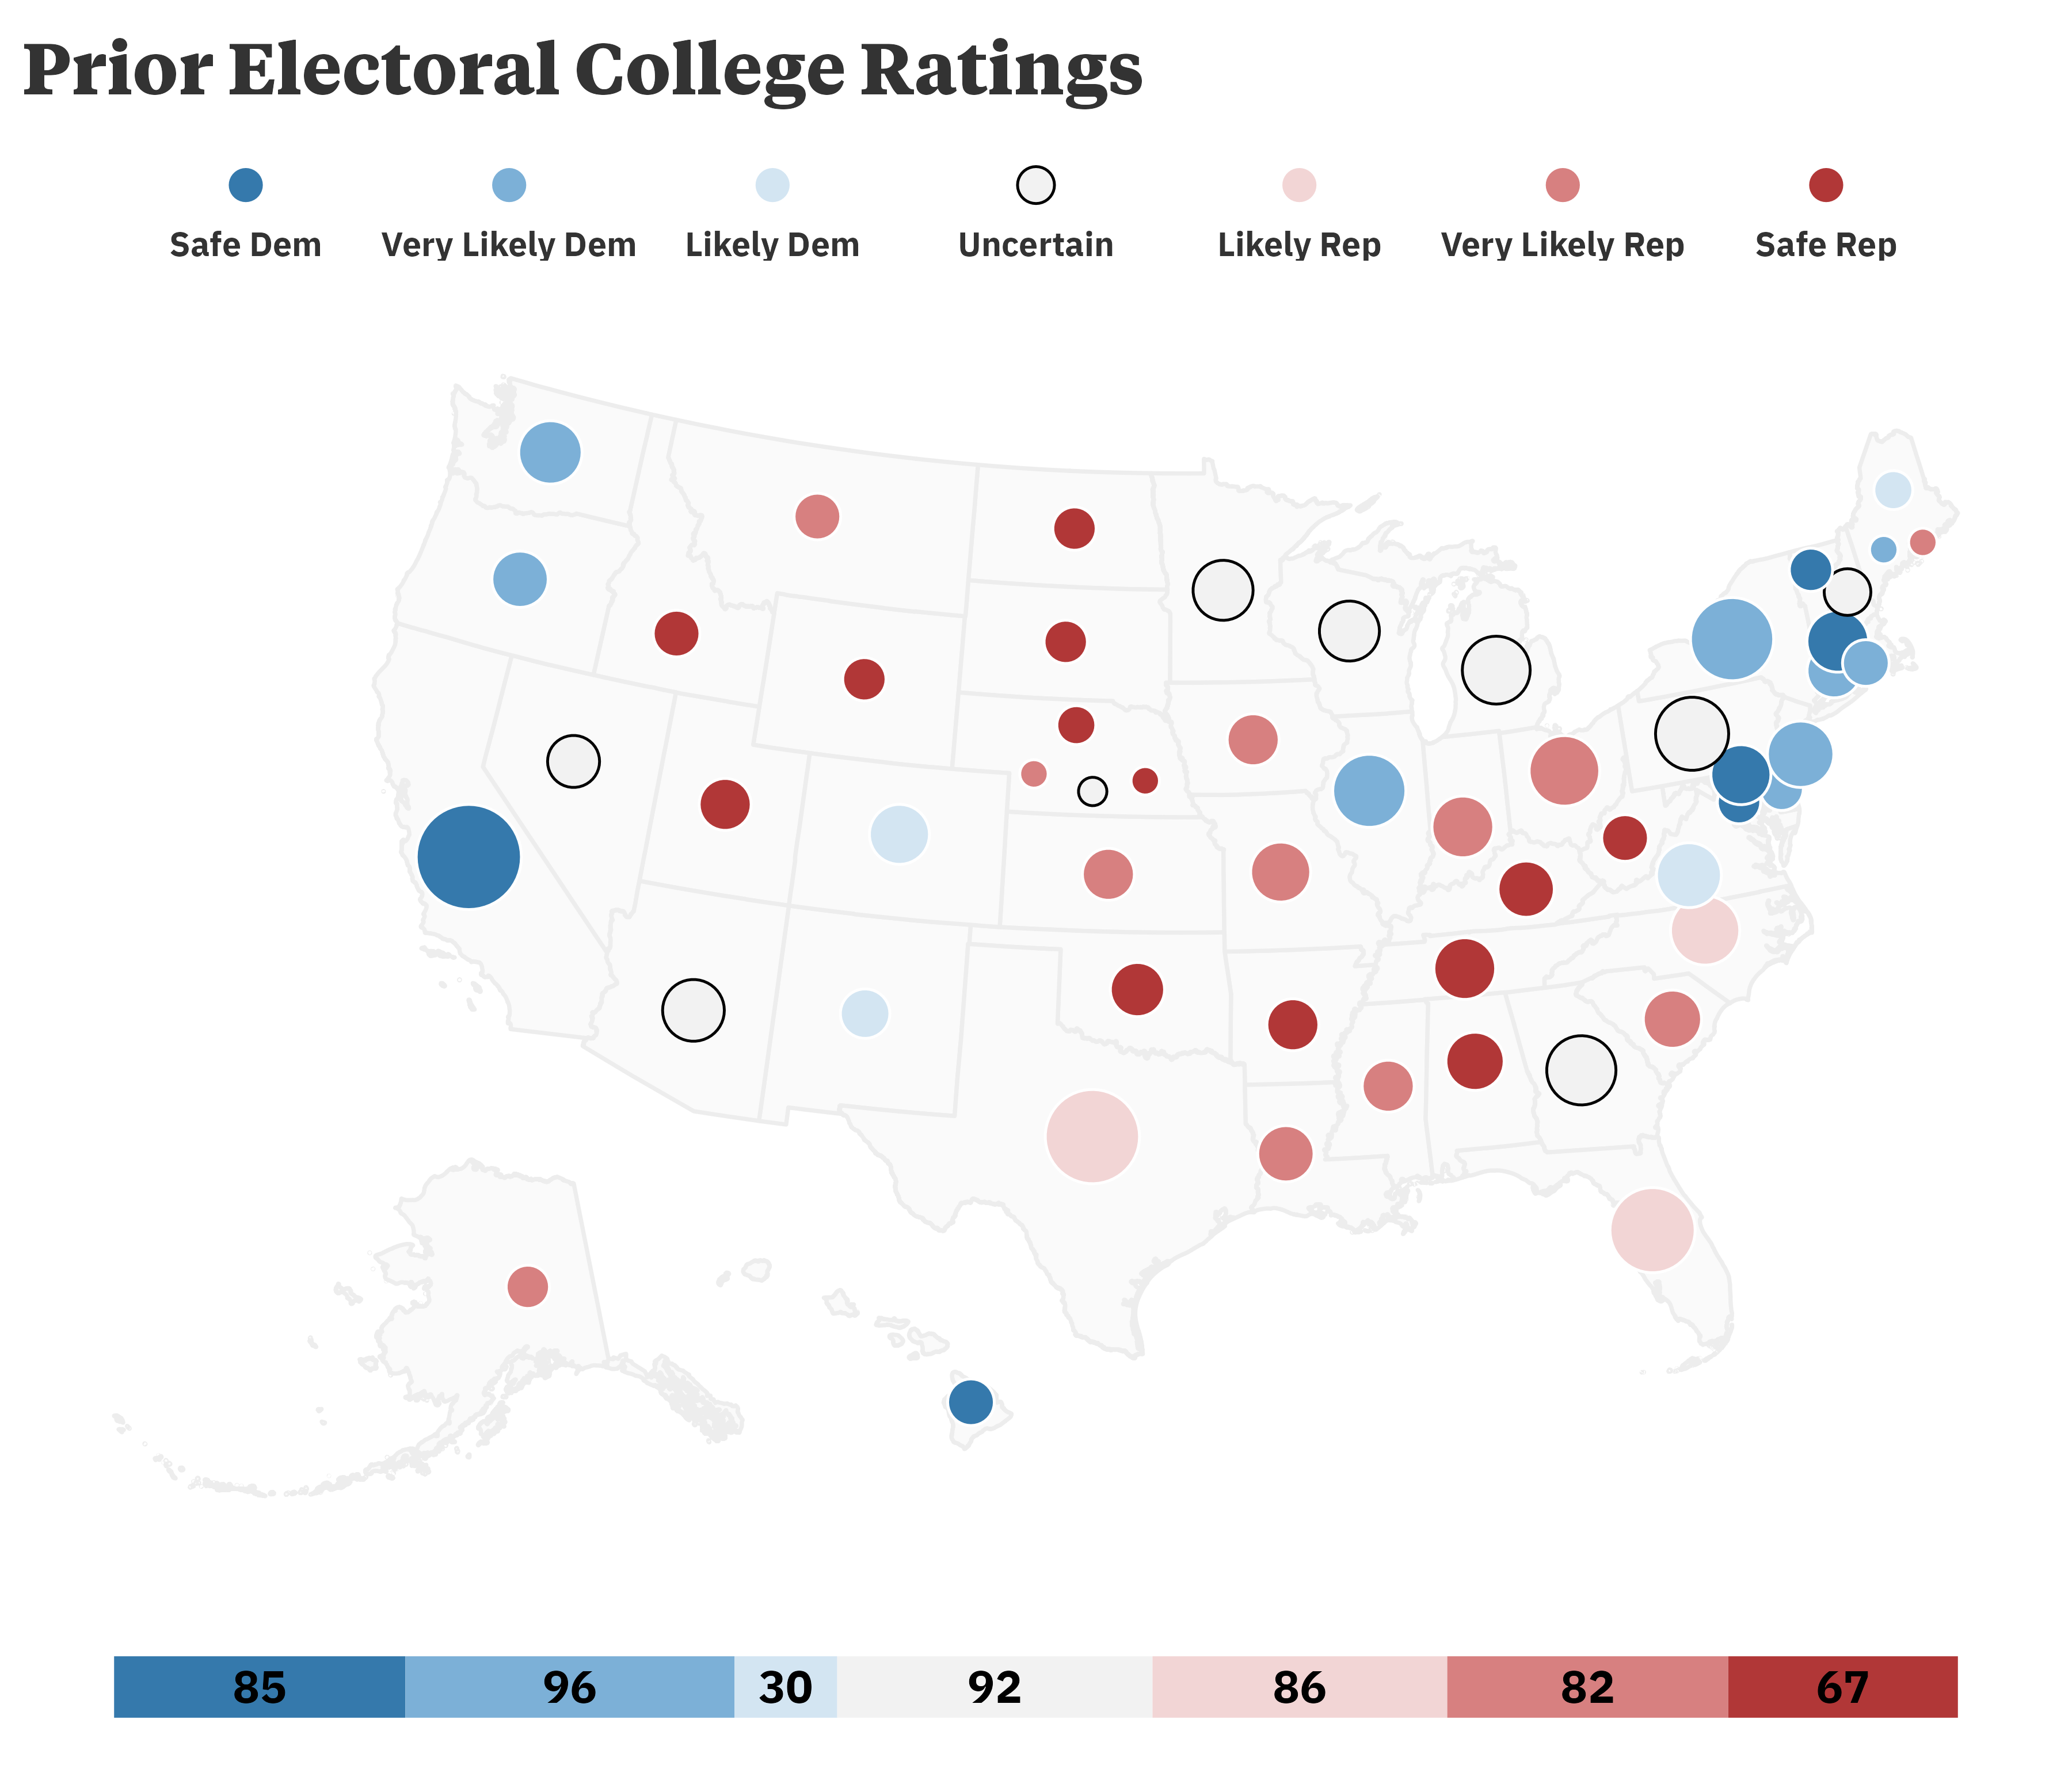 Prior Electoral College Ratings
Safe Dem Very Likely Dem Likely Dem Uncertain Likely Rep Very Likely Rep Safe Rep
85 96 30 92 86 82 67